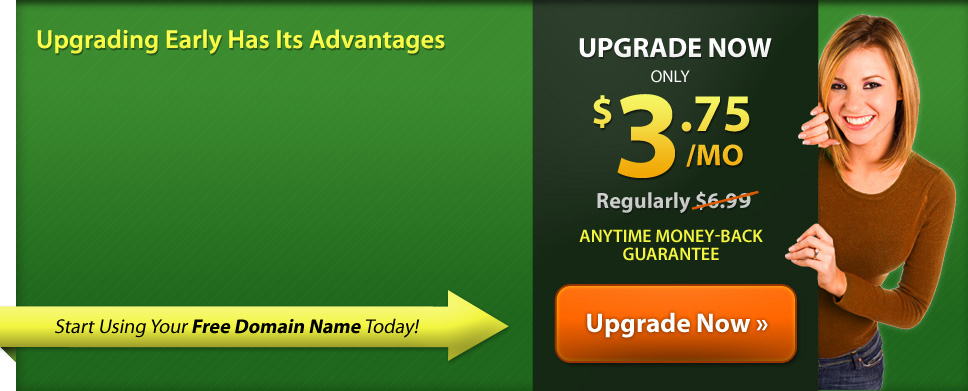 Upgrading Early Has Its Advantages
UPGRADE NOW
ONLY
$3.75
/MO
Regularly $6.99
ANYTIME MONEY-BACK
GUARANTEE
Start Using Your Free Domain Name Today!
Upgrade Now »